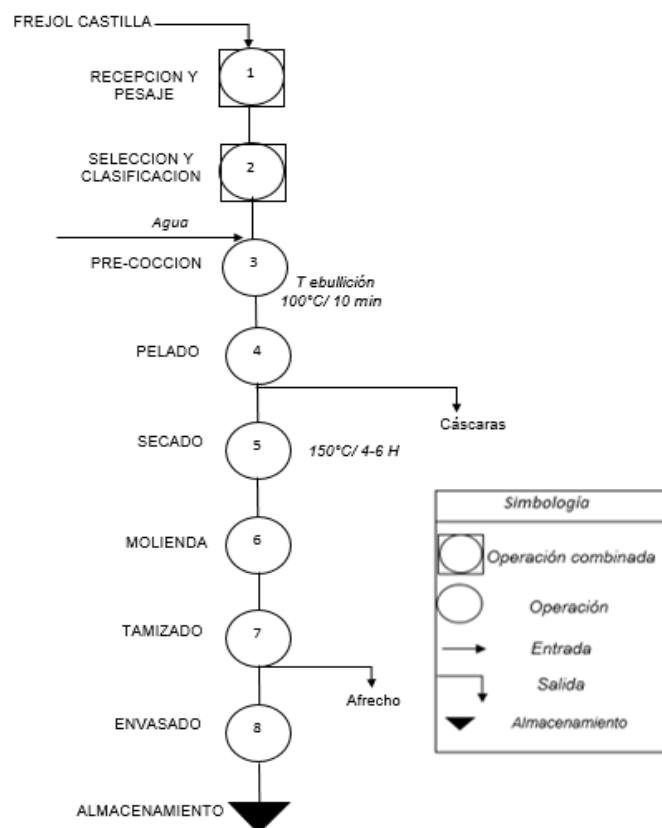 FREJOL CASTILLA
RECEPCION Y
PESAJE
1
SELECCION Y
CLASIFICACION
2
Agua
PRE-COCCION
3
T ebullición
100°C/ 10 min
PELADO
4
Cáscaras
SECADO
5
150°C/ 4-6 H
MOLIENDA
6
TAMIZADO
7
Afrecho
ENVASADO
8
ALMACENAMIENTO
Simbología
Operación combinada
Operación
Entrada
Salida
Almacenamiento